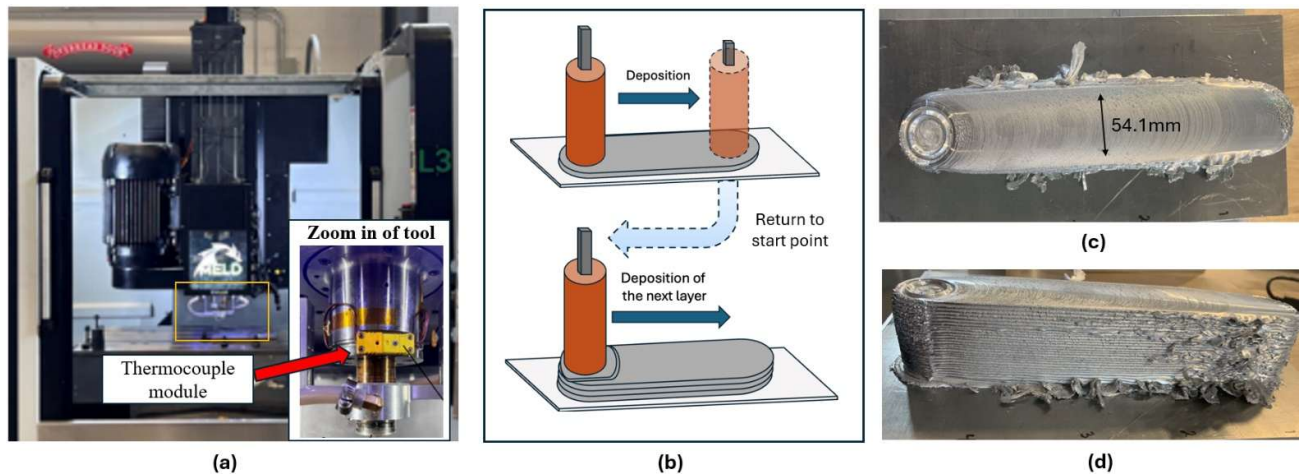 L3
MELD
Zoom in of tool
Thermocouple
module
(a)
Deposition
Return to
start point
Deposition of
the next layer
(b)
54.1mm
(c)
(d)